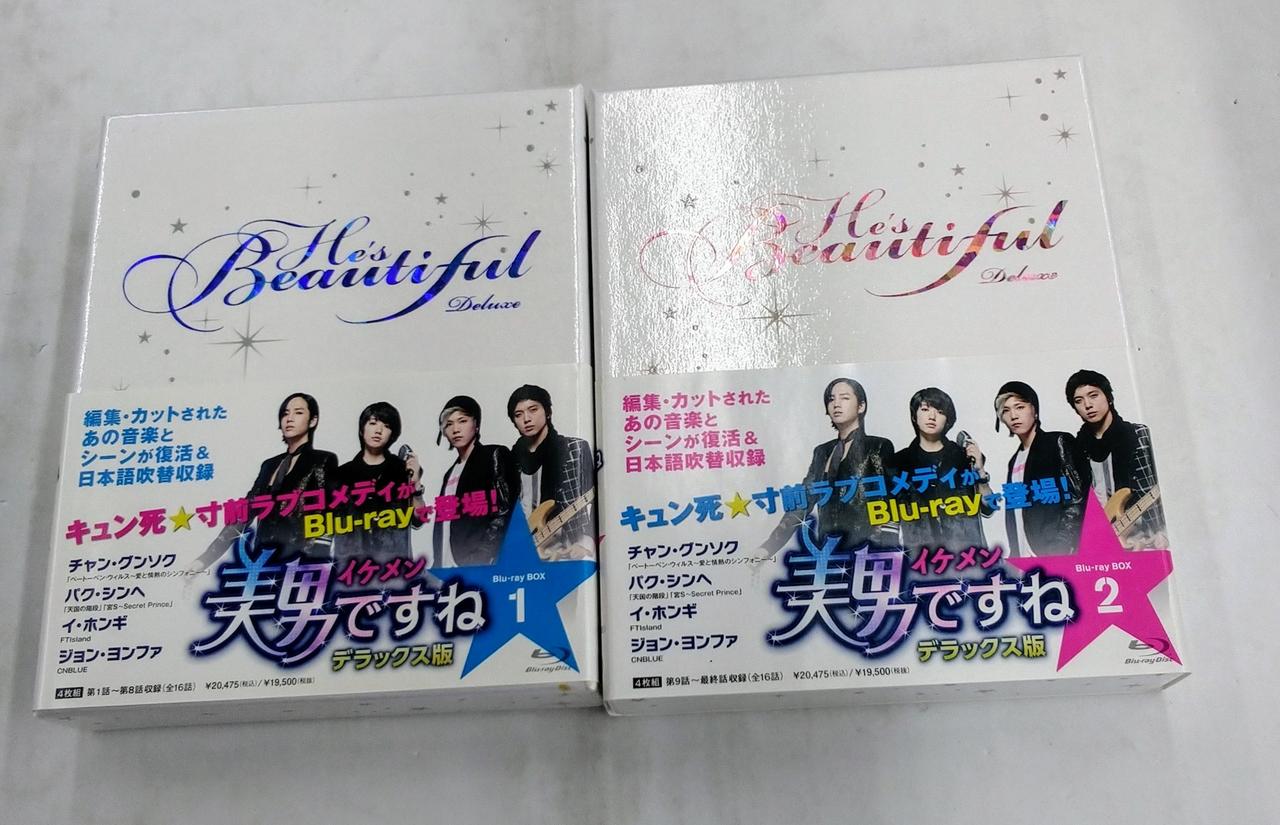 He's
Beautiful
Deluxe
編集・カットされた
あの音楽と
シーンが復活＆
日本語吹替収録
キュン死★寸前ラブコメディが
Blu-rayで登場!
チャン・グンソク
「ベートーベン・ウィルス〜愛と情熱のシンフォニー〜」
パク・シンヘ
「天国の階段」「宮S〜Secret Prince」
イ・ホンギ
FTIsland
ジョン・ヨンファ
CNBLUE
イケメン
美男ですね
デラックス版
Blu-ray BOX
1
Blu-ray Disc
4枚組 第1話〜第8話収録(全16話) ¥20,475(税込)/¥19,500(税抜)
He's
Beautiful
Deluxe
編集・カットされた
あの音楽と
シーンが復活＆
日本語吹替収録
キュン死★寸前ラブコメディが
Blu-rayで登場!
チャン・グンソク
「ベートーベン・ウィルス〜愛と情熱のシンフォニー〜」
パク・シンヘ
「天国の階段」「宮S〜Secret Prince」
イ・ホンギ
FTIsland
ジョン・ヨンファ
CNBLUE
イケメン
美男ですね
デラックス版
Blu-ray BOX
2
Blu-ray Disc
4枚組 第9話〜最終話収録(全16話) ¥20,475(税込)/¥19,500(税抜)